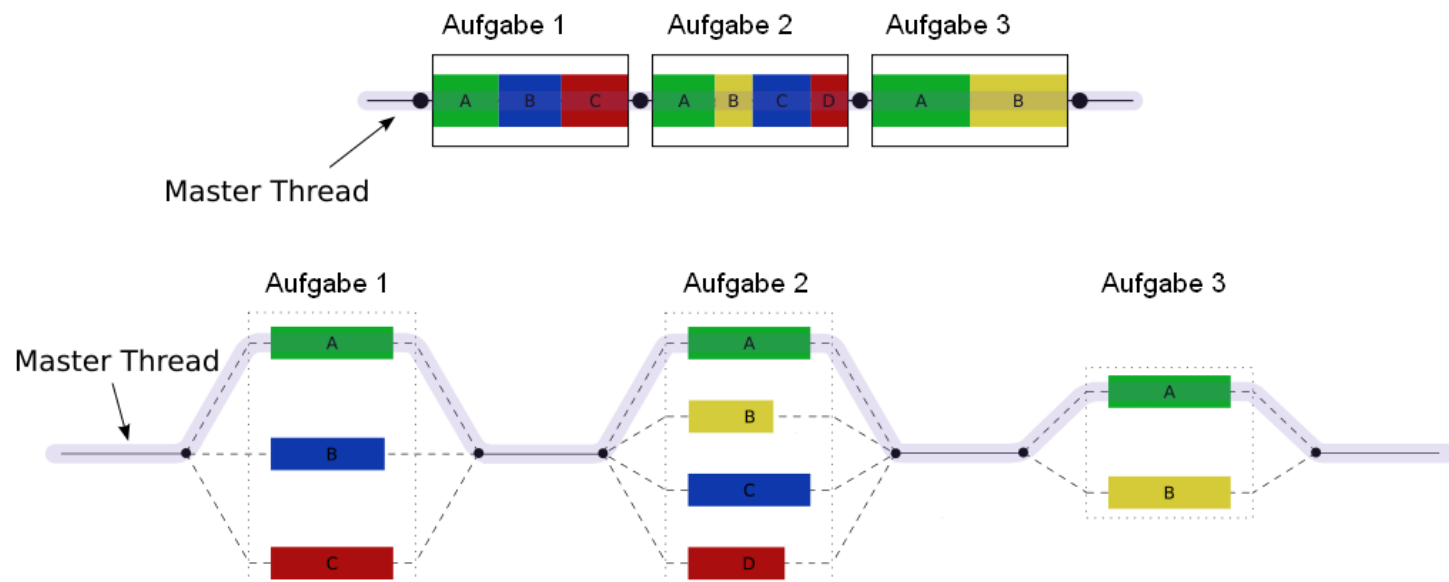 Aufgabe 1 Aufgabe 2 Aufgabe 3
A B C A B C D A B
Master Thread
Aufgabe 1 Aufgabe 2 Aufgabe 3
A A
Master Thread
A
B
B
C B
C D